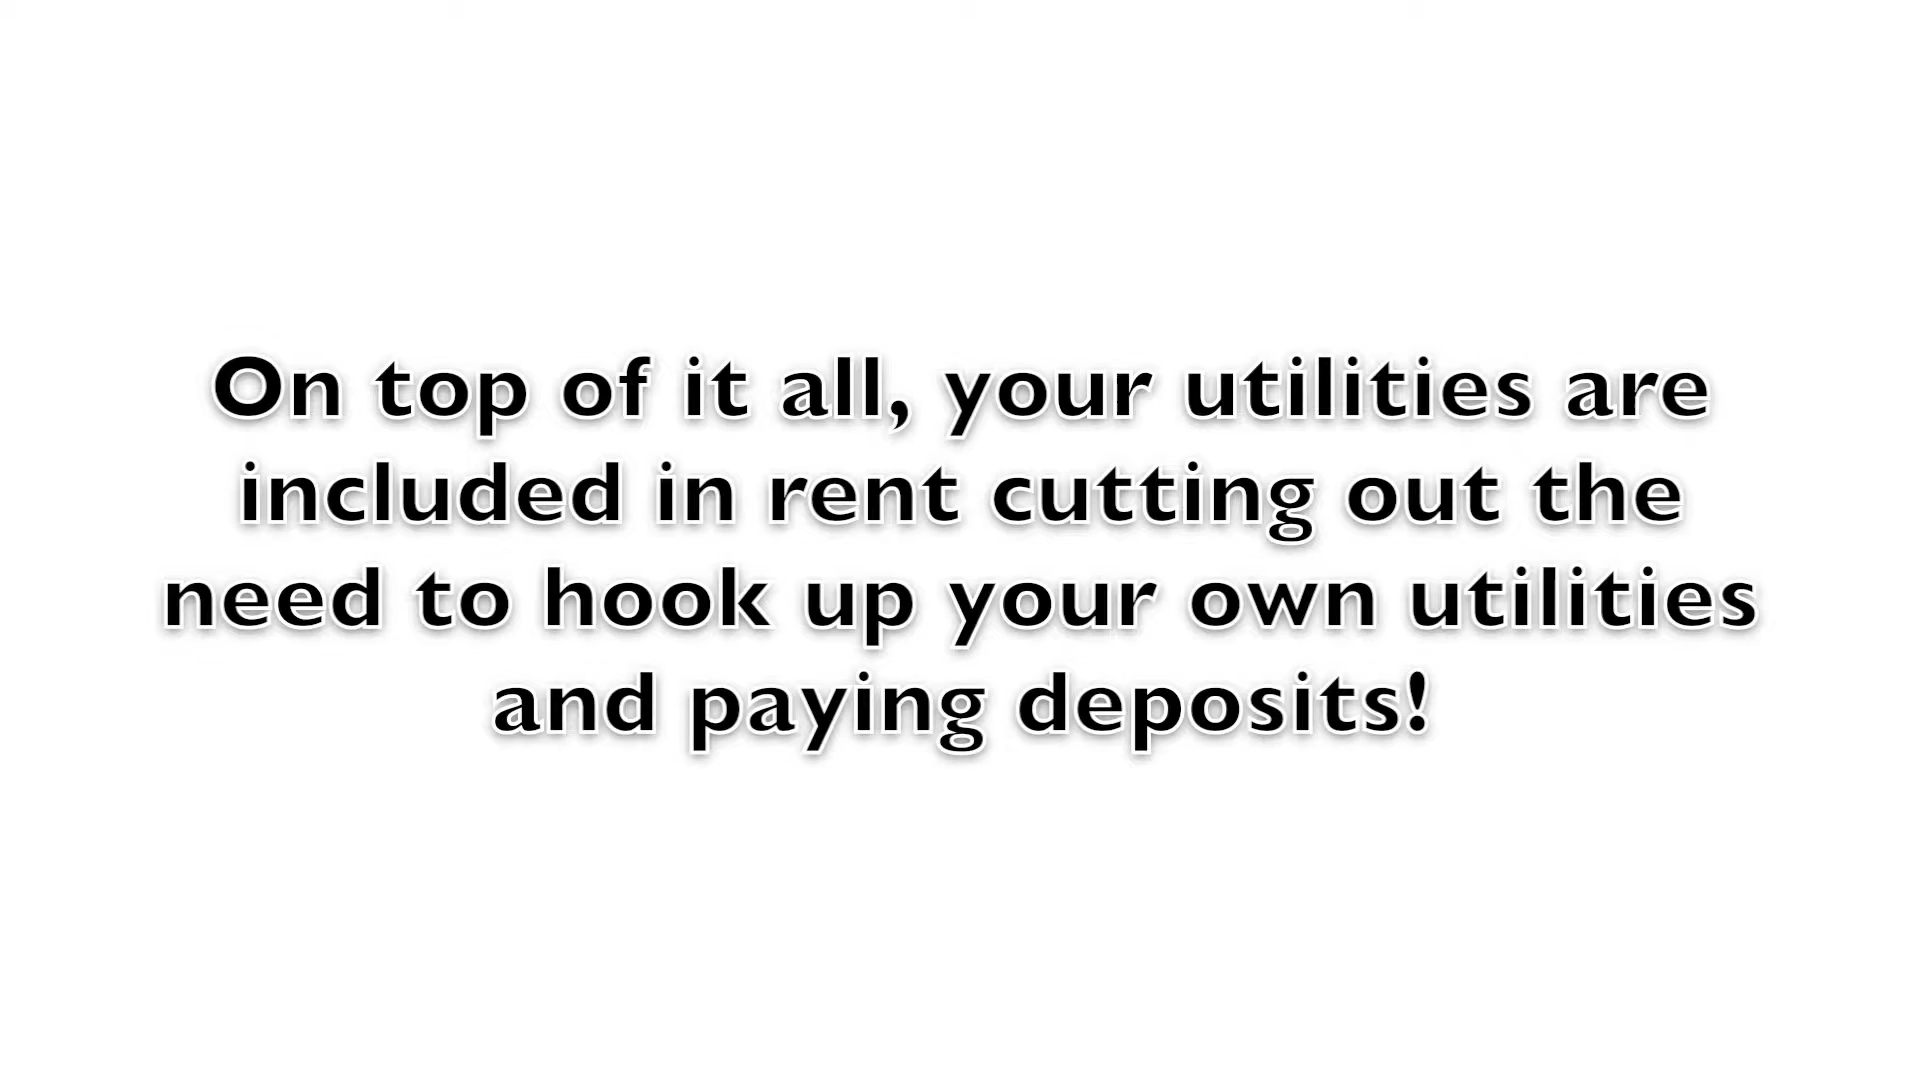 On top of it all, your utilities are
included in rent cutting out the
need to hook up your own utilities
and paying deposits!